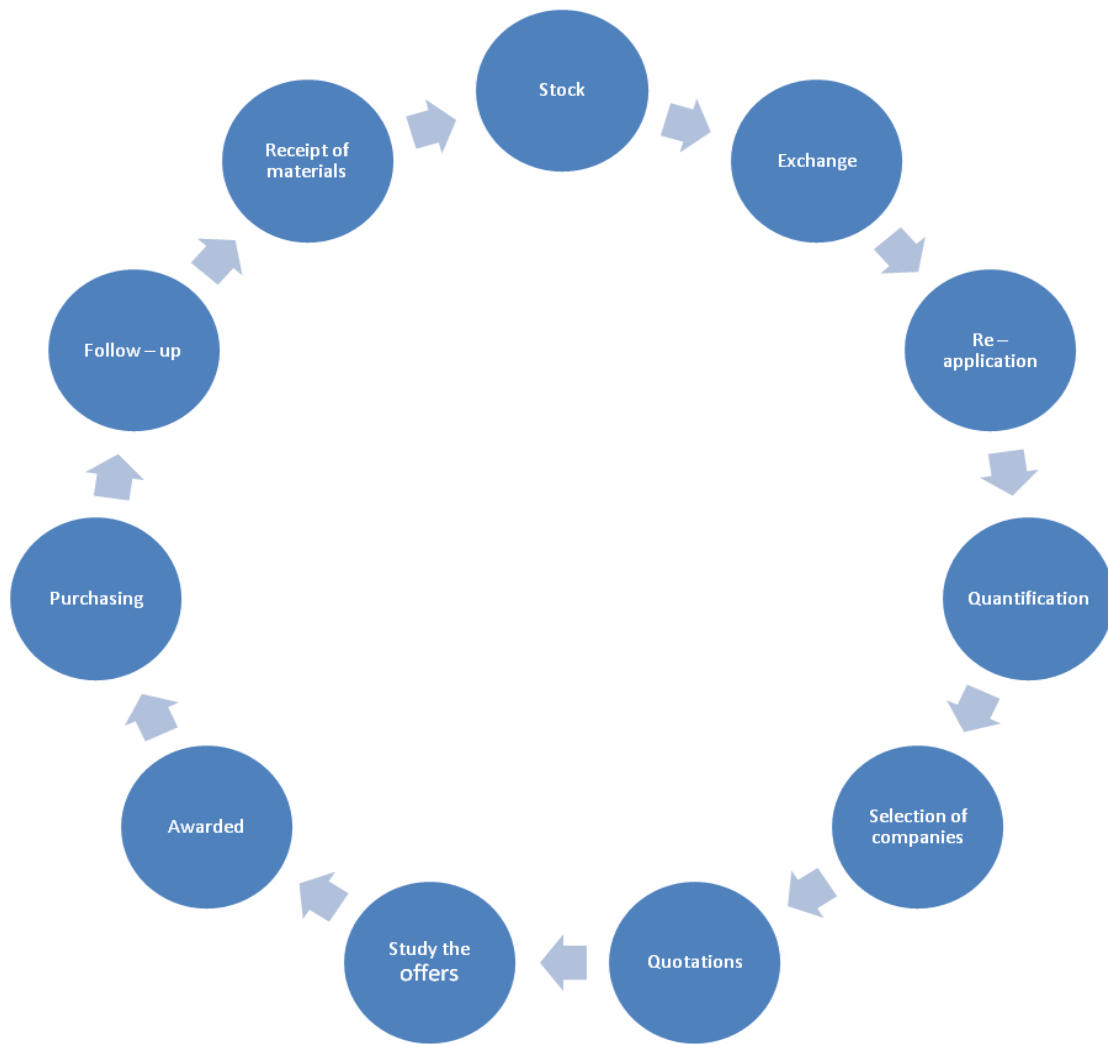 Stock
Exchange
Re –
application
Quantification
Selection of
companies
Quotations
Study the
offers
Awarded
Purchasing
Follow – up
Receipt of
materials